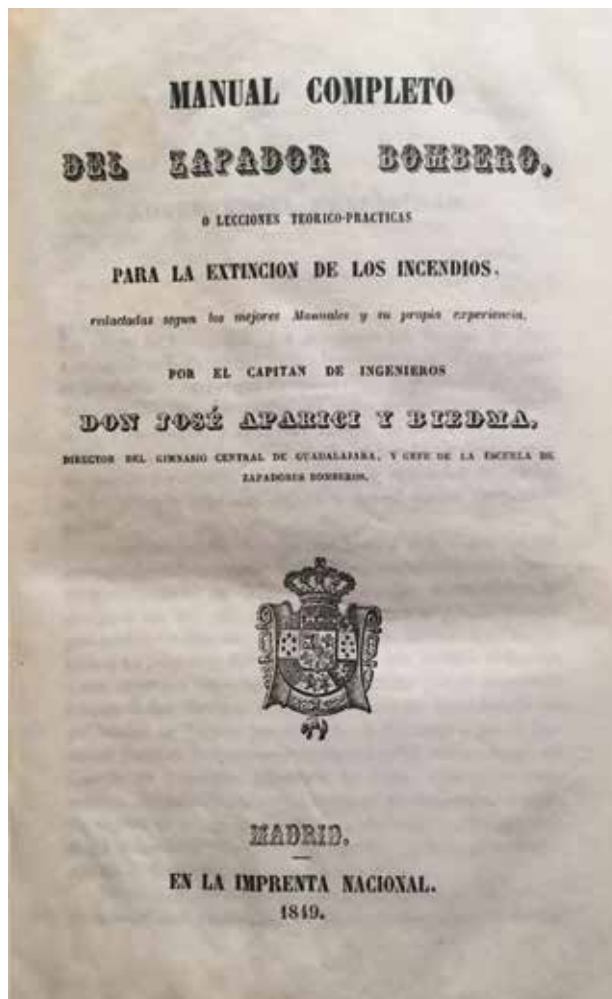 MANUAL COMPLETO
DEL ZAPADOR BOMBERO,
O LECCIONES TEORICO-PRACTICAS
PARA LA EXTINCION DE LOS INCENDIOS,
redactadas segun los mejores Manuales y su propia experiencia,
POR EL CAPITAN DE INGENIEROS
DON JOSÉ APARICI Y BIEDMA,
DIRECTOR DEL GIMNASIO CENTRAL DE GUADALAJARA, Y GEFE DE LA ESCUELA DE
ZAPADORES BOMBEROS.
MADRID.
EN LA IMPRENTA NACIONAL.
1849.